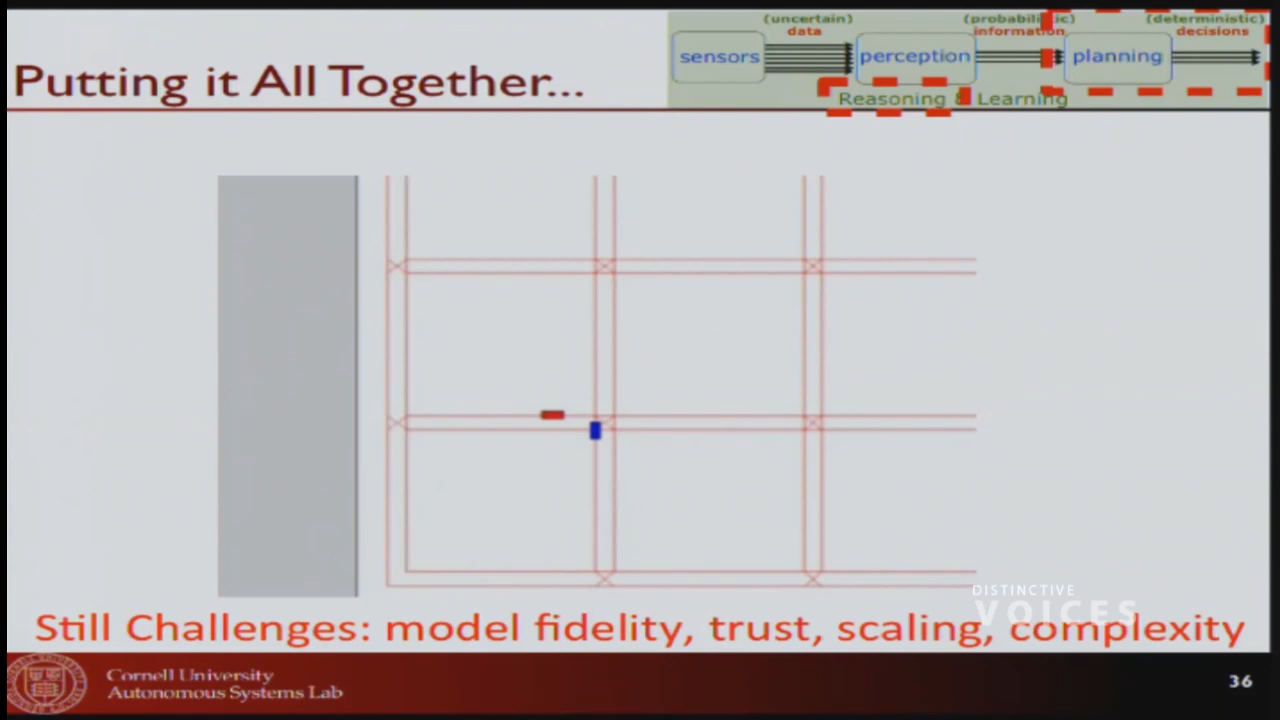 Putting it All Together...
(uncertain)
data
(probabilistic)
information
(deterministic)
decisions
sensors
perception
planning
Reasoning & Learning
DISTINCTIVE
VOICES
Still Challenges: model fidelity, trust, scaling, complexity
Cornell University
Autonomous Systems Lab
36